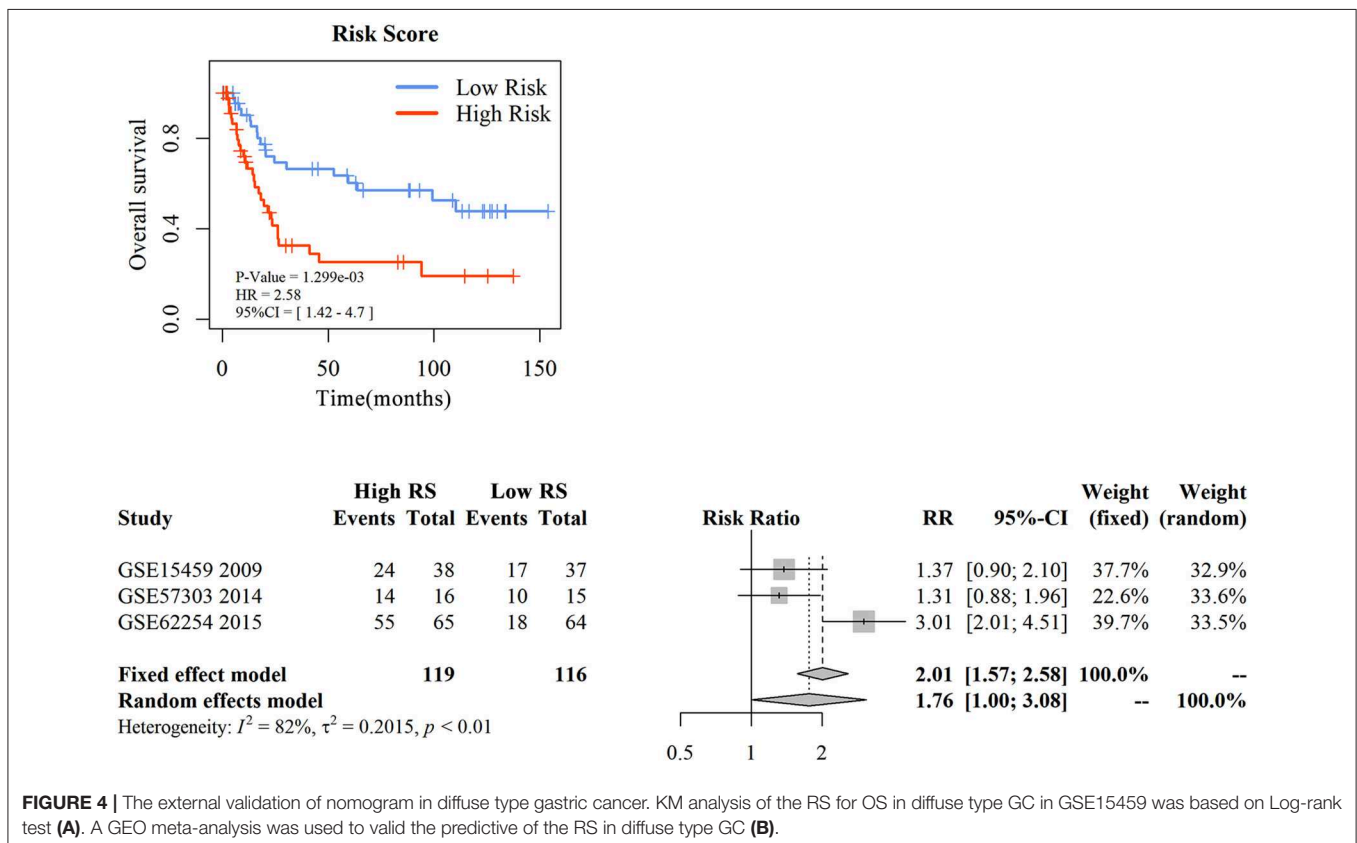 Risk Score
Low Risk
High Risk
Overall survival
0.8
0.4
0.0
P-Value = 1.299e-03
HR = 2.58
95%CI = [ 1.42 - 4.7 ]
0 50 100 150
Time(months)
High RS Low RS Weight Weight
Study Events Total Events Total Risk Ratio RR 95%-CI (fixed) (random)
GSE15459 2009 24 38 17 37 1.37 [0.90; 2.10] 37.7% 32.9%
GSE57303 2014 14 16 10 15 1.31 [0.88; 1.96] 22.6% 33.6%
GSE62254 2015 55 65 18 64 3.01 [2.01; 4.51] 39.7% 33.5%
Fixed effect model 119 116 2.01 [1.57; 2.58] 100.0% --
Random effects model 1.76 [1.00; 3.08] -- 100.0%
Heterogeneity: I² = 82%, τ² = 0.2015, p < 0.01
0.5 1 2
FIGURE 4 | The external validation of nomogram in diffuse type gastric cancer. KM analysis of the RS for OS in diffuse type GC in GSE15459 was based on Log-rank
test (A). A GEO meta-analysis was used to valid the predictive of the RS in diffuse type GC (B).